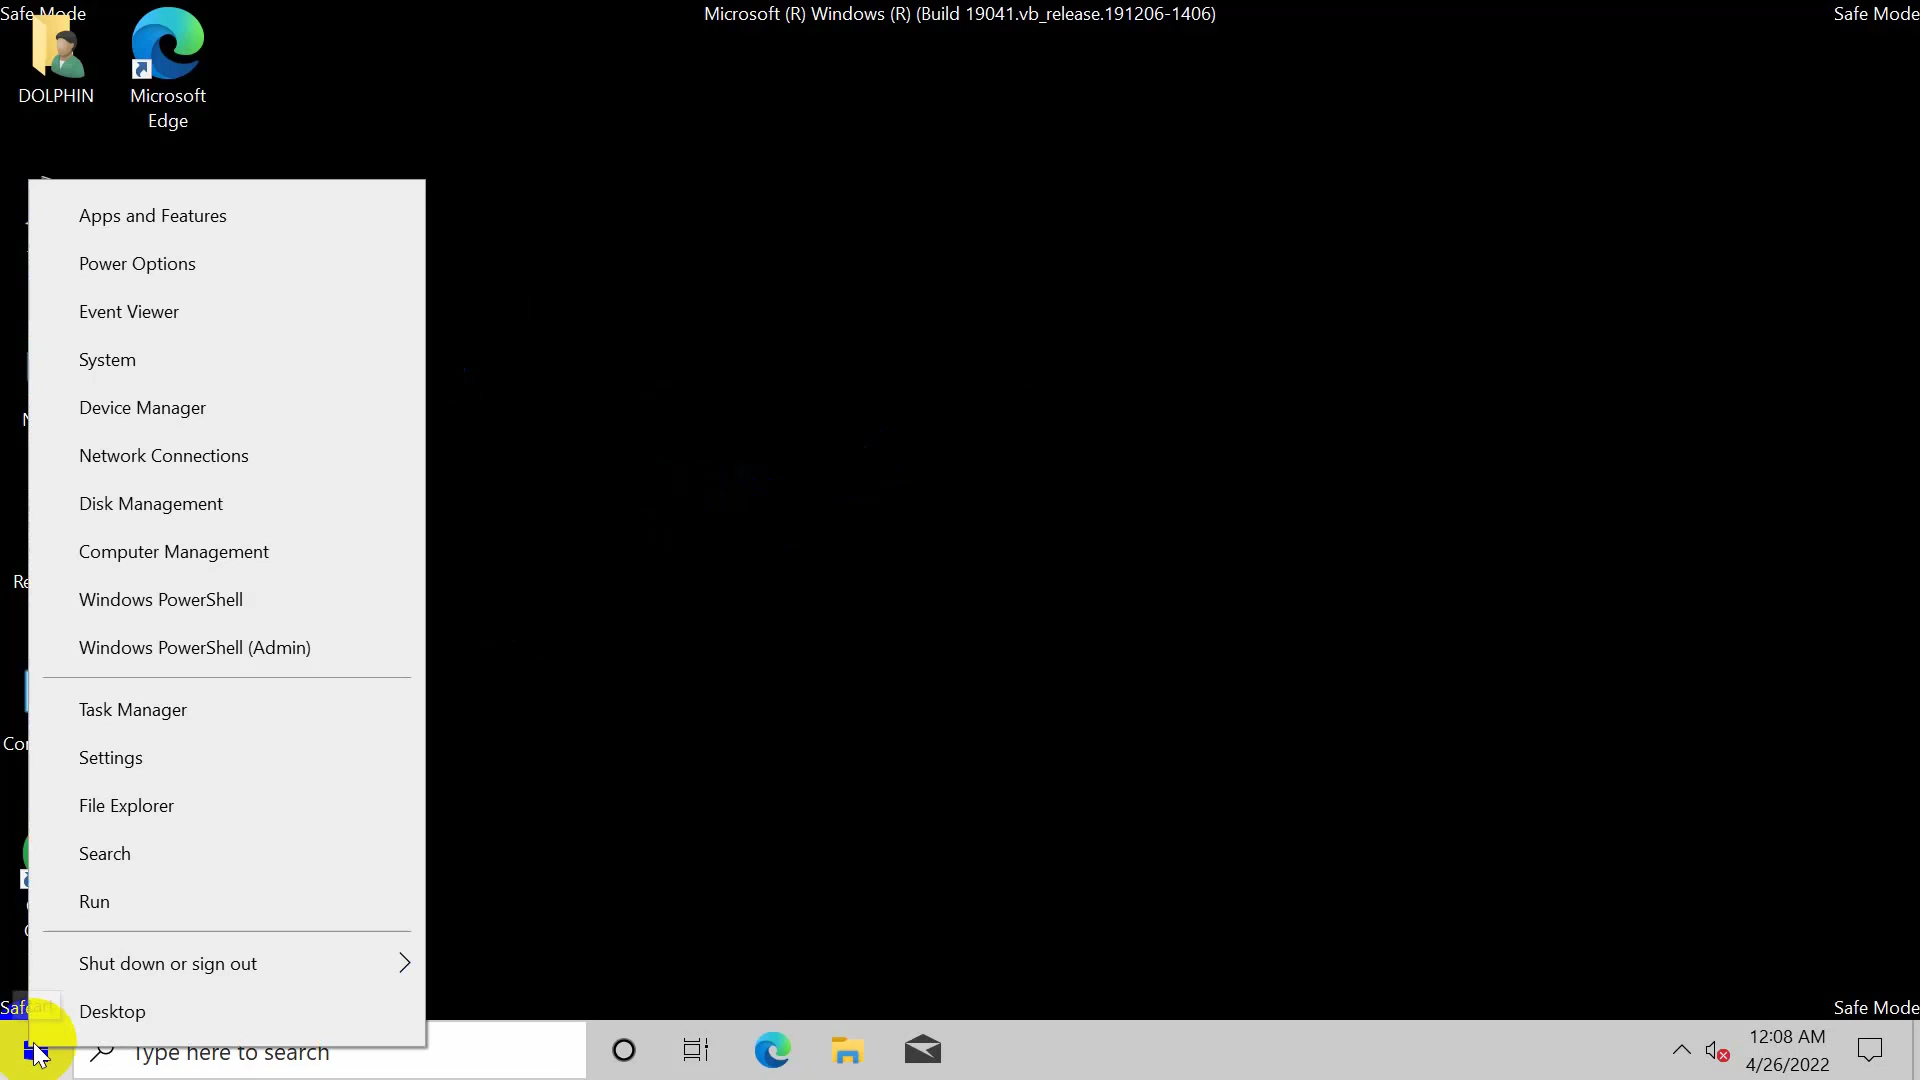 Safe Mode
Microsoft (R) Windows (R) (Build 19041.vb_release.191206-1406)
Safe Mode
DOLPHIN
Microsoft
Edge
Apps and Features
Power Options
Event Viewer
System
Device Manager
Network Connections
Disk Management
Computer Management
Windows PowerShell
Windows PowerShell (Admin)
Task Manager
Settings
File Explorer
Search
Run
Shut down or sign out
Desktop
Safe Mode
Type here to search
12:08 AM
4/26/2022